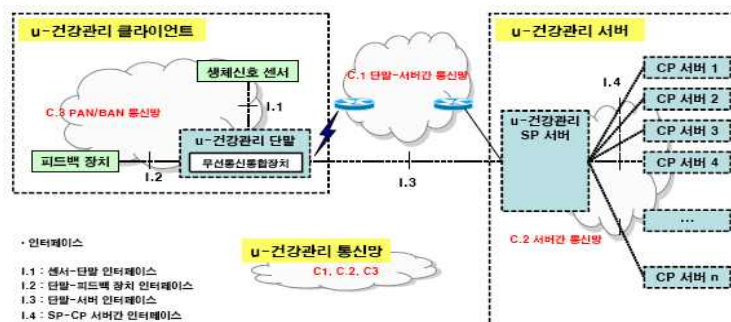 u-건강관리 클라이언트
u-건강관리 서버
생체신호 센서
C.1 단말-서버간 통신망
I.4
CP 서버 1
C.3 PAN/BAN 통신망
I.1
CP 서버 2
u-건강관리 단말
u-건강관리
SP 서버
CP 서버 3
피드백 장치
무선통신통합장치
CP 서버 4
I.2
I.3
...
C.2 서버간 통신망
· 인터페이스
u-건강관리 통신망
C1, C.2, C3
I.1 : 센서-단말 인터페이스
I.2 : 단말-피드백 장치 인터페이스
I.3 : 단말-서버 인터페이스
I.4 : SP-CP 서버간 인터페이스
CP 서버 n